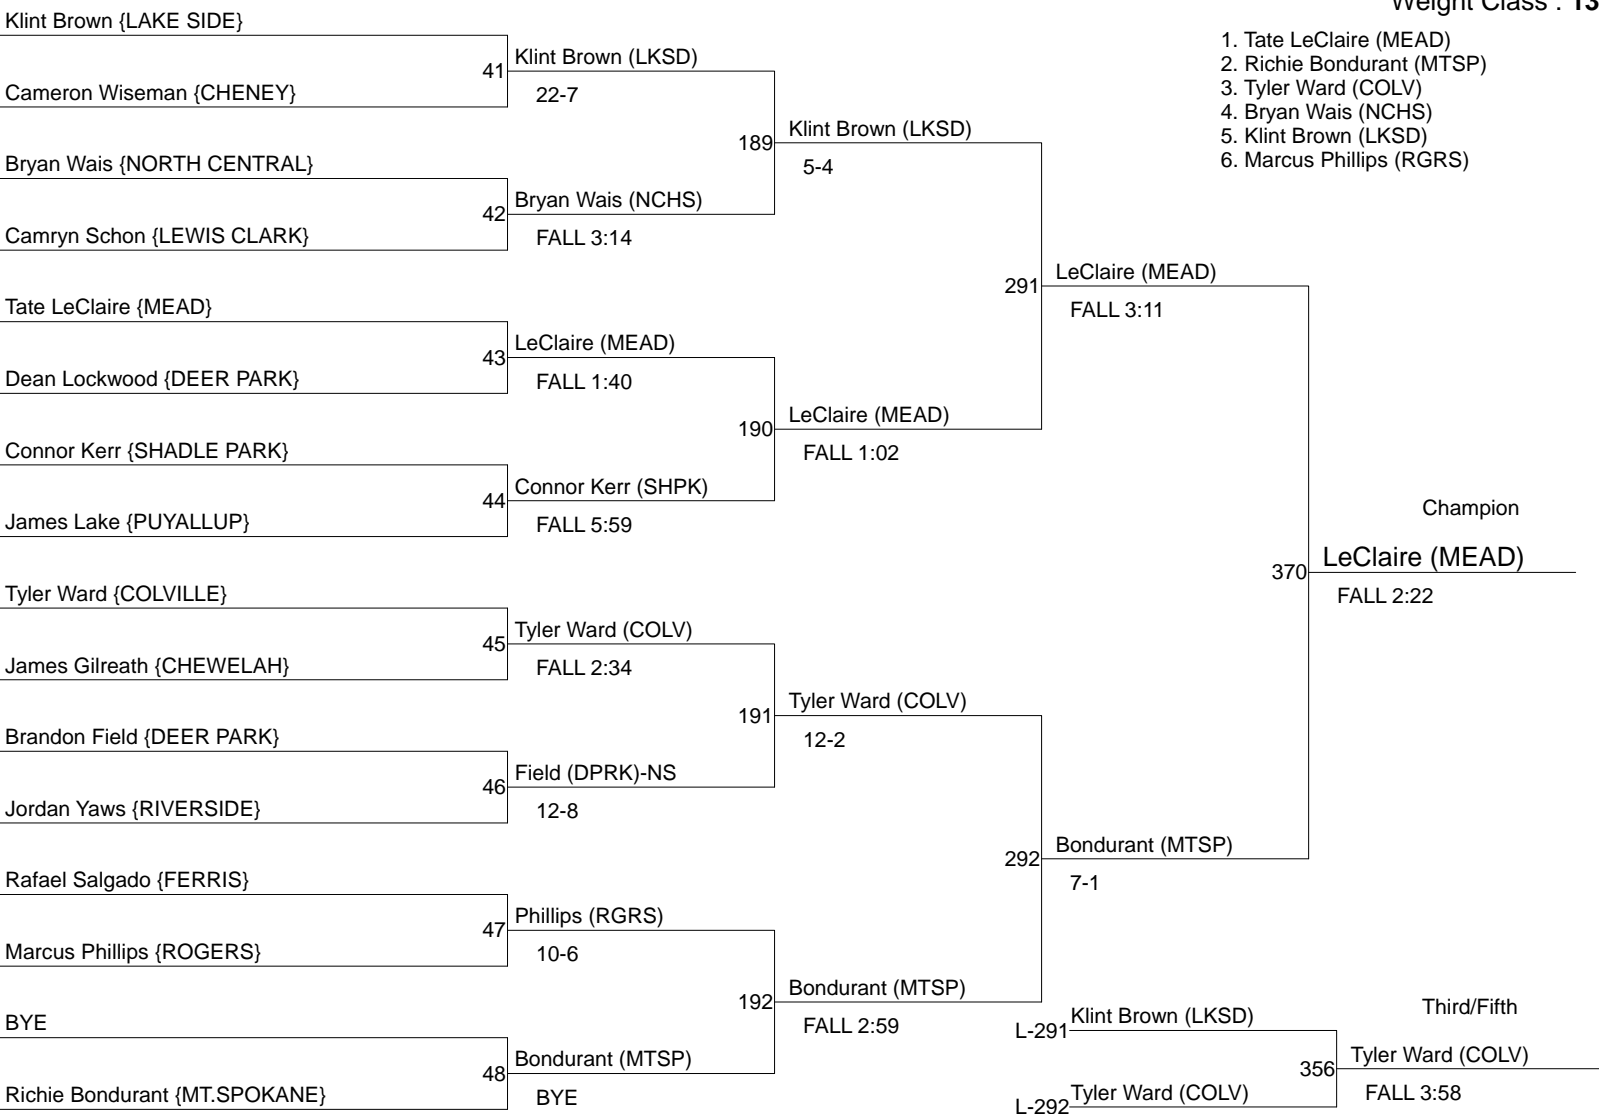 Weight Class : 13
1. Tate LeClaire (MEAD)
2. Richie Bondurant (MTSP)
3. Tyler Ward (COLV)
4. Bryan Wais (NCHS)
5. Klint Brown (LKSD)
6. Marcus Phillips (RGRS)
Klint Brown {LAKE SIDE}
41
Cameron Wiseman {CHENEY}
Bryan Wais {NORTH CENTRAL}
42
Camryn Schon {LEWIS CLARK}
Tate LeClaire {MEAD}
43
Dean Lockwood {DEER PARK}
Connor Kerr {SHADLE PARK}
44
James Lake {PUYALLUP}
Tyler Ward {COLVILLE}
45
James Gilreath {CHEWELAH}
Brandon Field {DEER PARK}
46
Jordan Yaws {RIVERSIDE}
Rafael Salgado {FERRIS}
47
Marcus Phillips {ROGERS}
BYE
48
Richie Bondurant {MT.SPOKANE}
Klint Brown (LKSD)
22-7
189
Bryan Wais (NCHS)
FALL 3:14
LeClaire (MEAD)
FALL 1:40
190
Connor Kerr (SHPK)
FALL 5:59
Tyler Ward (COLV)
FALL 2:34
191
Field (DPRK)-NS
12-8
Phillips (RGRS)
10-6
192
Bondurant (MTSP)
BYE
Klint Brown (LKSD)
5-4
291
LeClaire (MEAD)
FALL 1:02
Tyler Ward (COLV)
12-2
292
Bondurant (MTSP)
FALL 2:59
LeClaire (MEAD)
FALL 3:11
370
Bondurant (MTSP)
7-1
Champion
LeClaire (MEAD)
FALL 2:22
Third/Fifth
L-291
Klint Brown (LKSD)
356
L-292
Tyler Ward (COLV)
Tyler Ward (COLV)
FALL 3:58